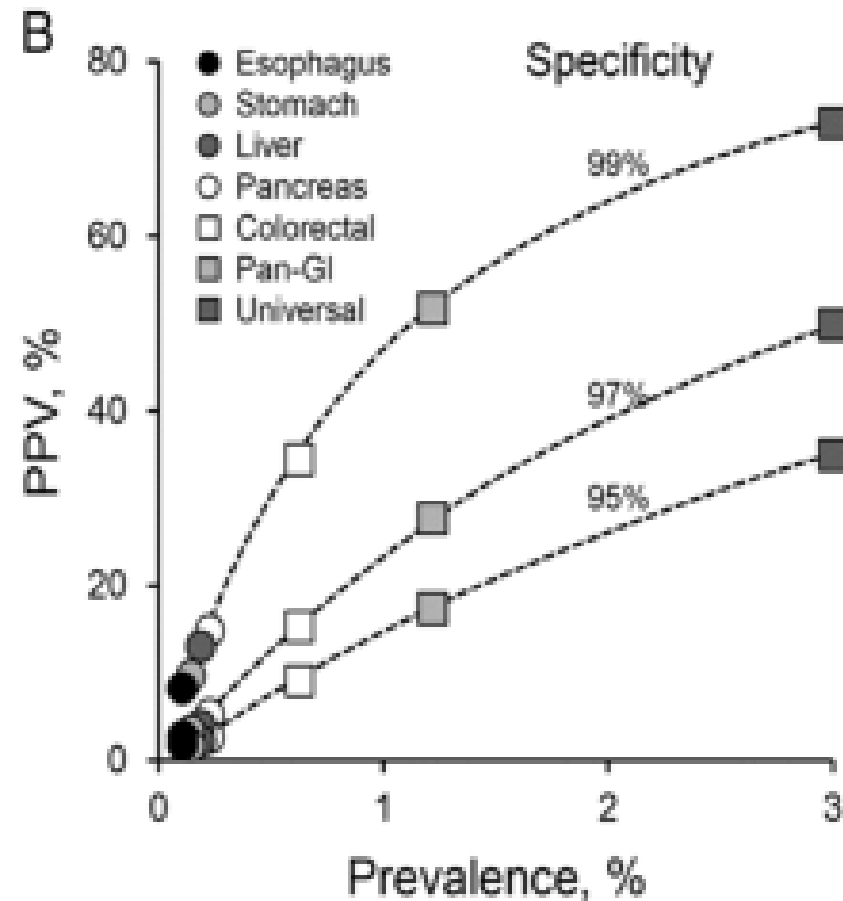 B
80
Esophagus
Specificity
Stomach
Liver
99%
Pancreas
60
Colorectal
Pan-GI
Universal
PPV, %
40
97%
95%
20
0
0 1 2 3
Prevalence, %